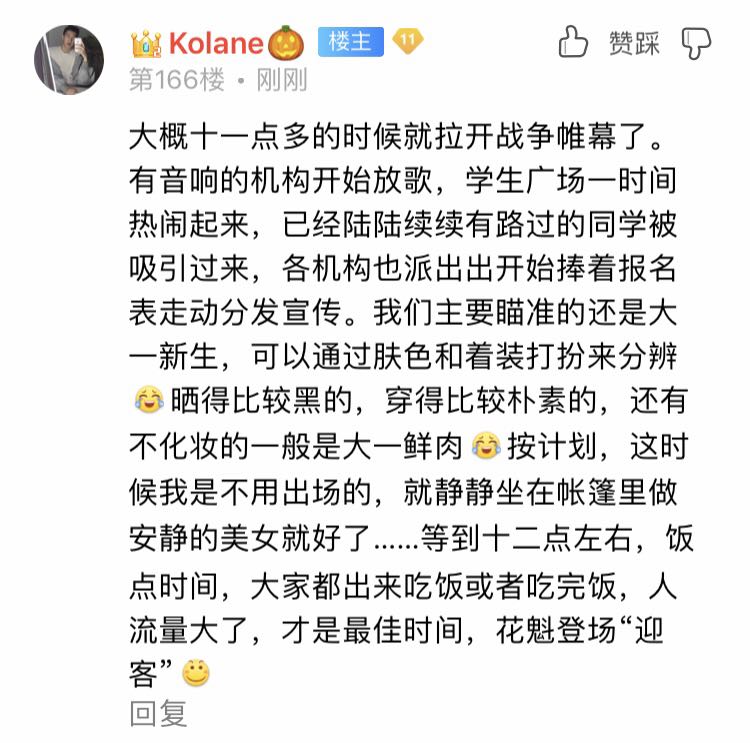 Kolane 楼主 11 赞踩
第166楼 • 刚刚
大概十一点多的时候就拉开战争帷幕了。
有音响的机构开始放歌，学生广场一时间
热闹起来，已经陆陆续续有路过的同学被
吸引过来，各机构也派出出开始捧着报名
表走动分发宣传。我们主要瞄准的还是大
一新生，可以通过肤色和着装打扮来分辨
😂晒得比较黑的，穿得比较朴素的，还有
不化妆的一般是大一鲜肉😂按计划，这时
候我是不用出场的，就静静坐在帐篷里做
安静的美女就好了……等到十二点左右，饭
点时间，大家都出来吃饭或者吃完饭，人
流量大了，才是最佳时间，花魁登场“迎
客”😊
回复